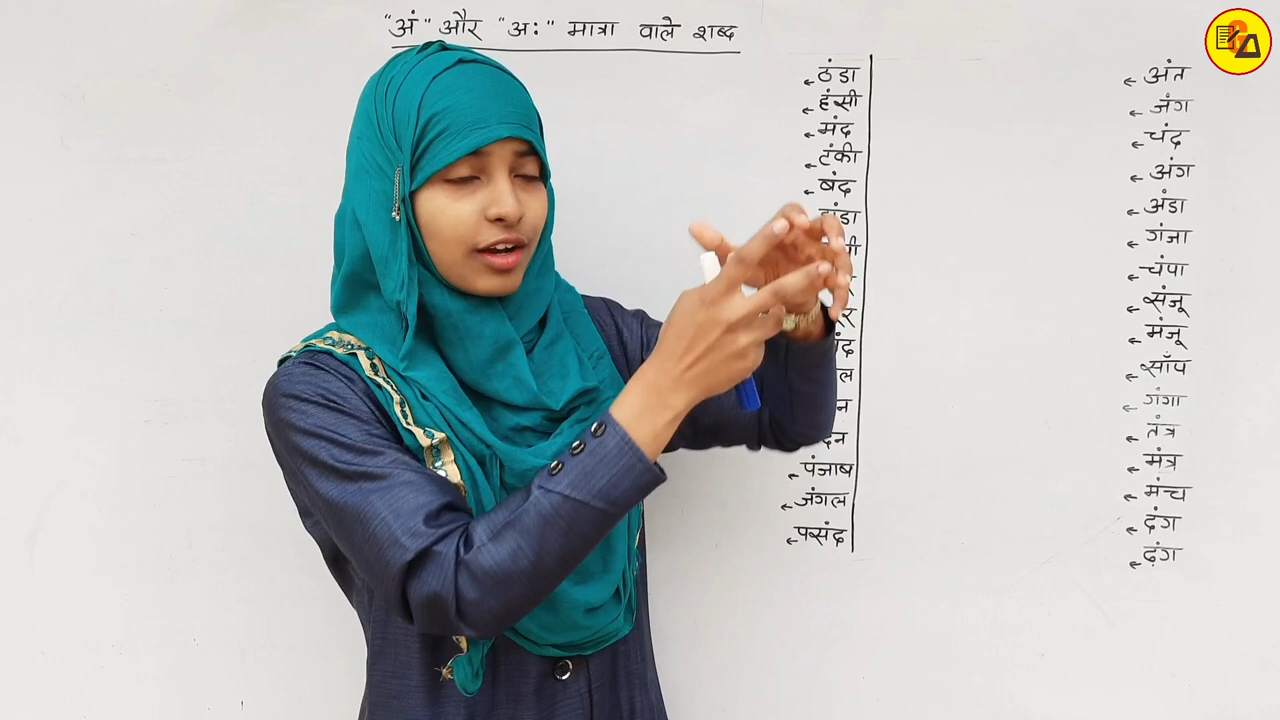 "अं" और "अः" मात्रा वाले शब्द
ठंडा
हंसी
मंद
टंकी
बंद
पंजाब
जंगल
पसंद
अंत
जंग
चंद
अंग
अंडा
गंजा
चंपा
संजू
मंजू
साँप
गंगा
तंत्र
मंत्र
मंच
दंग
ढ़ंग